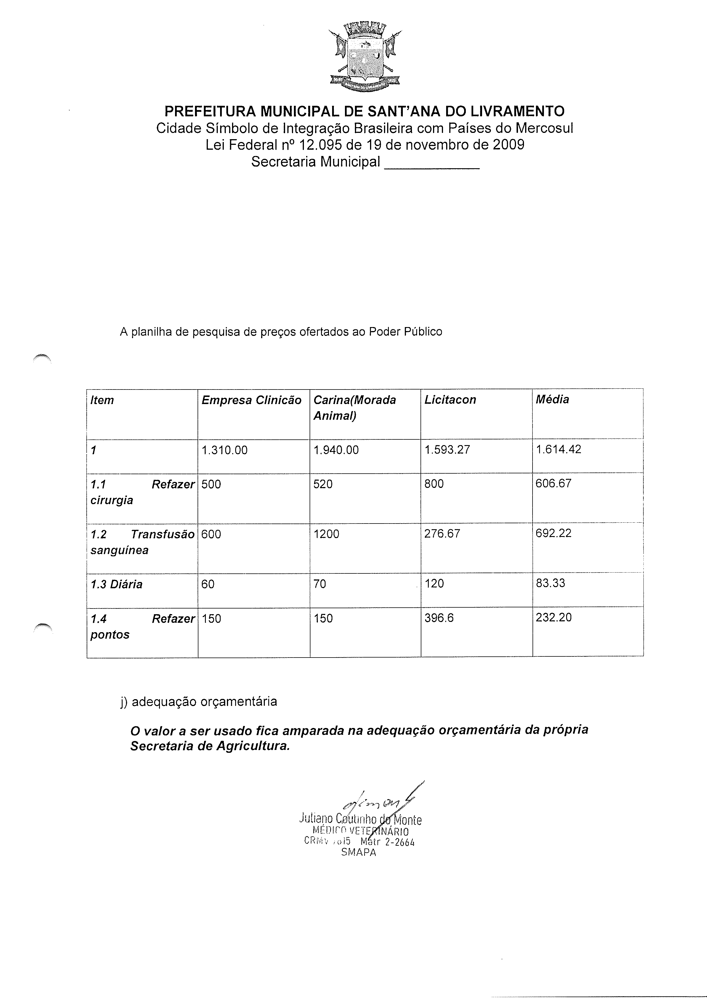 PREFEITURA MUNICIPAL DE SANT'ANA DO LIVRAMENTO
Cidade Símbolo de Integração Brasileira com Países do Mercosul
Lei Federal nº 12.095 de 19 de novembro de 2009
Secretaria Municipal ____________
A planilha de pesquisa de preços ofertados ao Poder Público
Item Empresa Clinicão Carina(Morada Licitacon Média
Animal)
1 1.310.00 1.940.00 1.593.27 1.614.42
1.1 Refazer 500 520 800 606.67
cirurgia
1.2 Transfusão 600 1200 276.67 692.22
sanguínea
1.3 Diária 60 70 120 83.33
1.4 Refazer 150 150 396.6 232.20
pontos
j) adequação orçamentária
O valor a ser usado fica amparada na adequação orçamentária da própria
Secretaria de Agricultura.
Juliano Coutinho do Monte
MÉDICO VETERINÁRIO
CRMV Matr 2-2664
SMAPA